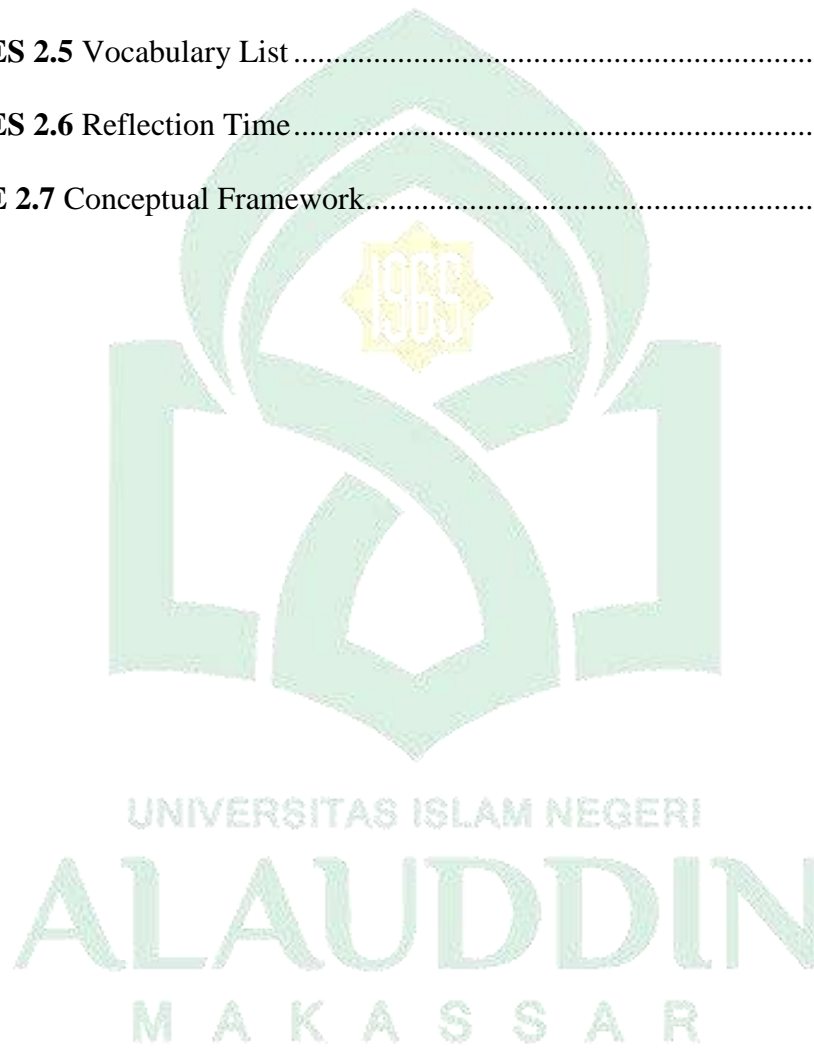 ES 2.5 Vocabulary List ................................................................
ES 2.6 Reflection Time................................................................
E 2.7 Conceptual Framework.......................................................
1965
UNIVERSITAS ISLAM NEGERI
ALAUDDIN
MAKASSAR